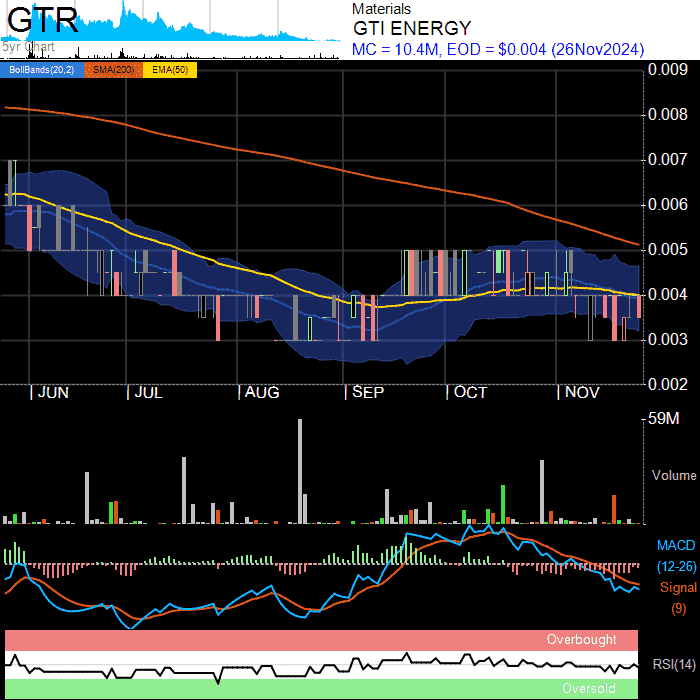 GTR
5yr Chart
Materials
GTI ENERGY
MC = 10.4M, EOD = $0.004 (26Nov2024)
BollBands(20,2) SMA(200) EMA(50)
0.009
0.008
0.007
0.006
0.005
0.004
0.003
0.002
JUN JUL AUG SEP OCT NOV
59M
Volume
MACD
(12-26)
Signal
(9)
Overbought
RSI(14)
Oversold